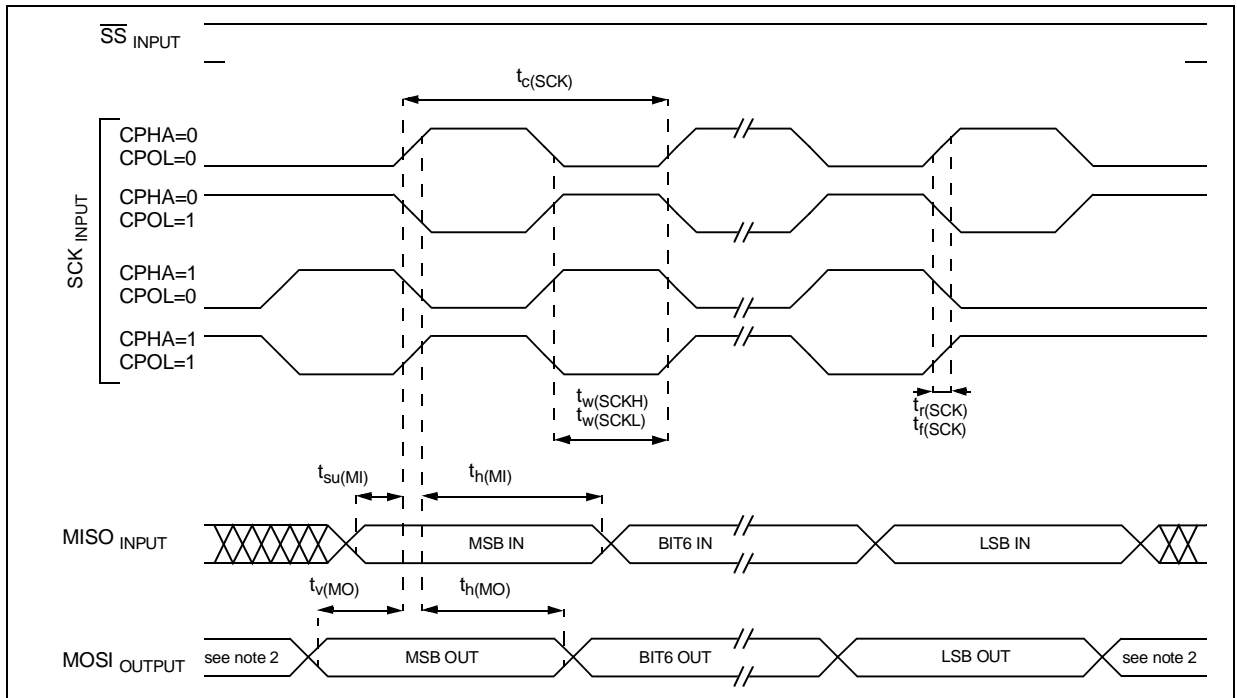 SS INPUT
tc(SCK)
SCK INPUT
CPHA=0
CPOL=0
CPHA=0
CPOL=1
CPHA=1
CPOL=0
CPHA=1
CPOL=1
tw(SCKH)
tw(SCKL)
tr(SCK)
tf(SCK)
tsu(MI)
th(MI)
MISO INPUT
MSB IN
BIT6 IN
LSB IN
tv(MO)
th(MO)
MOSI OUTPUT
see note 2
MSB OUT
BIT6 OUT
LSB OUT
see note 2